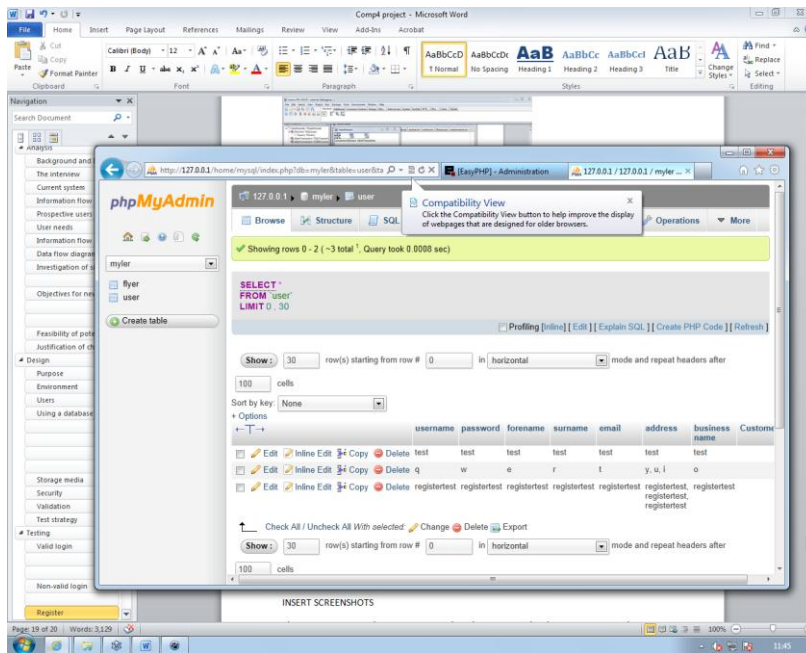 Comp4 project - Microsoft Word
File Home Insert Page Layout References Mailings Review View Add-Ins Acrobat
Cut
Copy
Paste
Format Painter
Calibri (Body) 12
AaBbCcD AaBbCcDc AaB AaBbCc AaBbCcI AaB
¶ Normal No Spacing Heading 1 Heading 2 Heading 3 Title
Change Styles
Find
Replace
Select
Clipboard Font Paragraph Styles Editing
Navigation
Search Document
Analysis
Background and
The interview
Current system
Information flow
Prospective users
User needs
Information flow
Data flow diagram
Investigation of s
Objectives for new
Feasibility of pote
Justification of ch
Design
Purpose
Environment
Users
Using a database
Storage media
Security
Validation
Test strategy
Testing
Valid login
Non-valid login
Register
http://127.0.0.1/home/mysql/index.php?db=myler&table=user&ta
[EasyPHP] - Administration
127.0.0.1 / 127.0.0.1 / myler ...
phpMyAdmin
myler
flyer
user
Create table
127.0.0.1 myler user
Browse Structure SQL Operations More
Compatibility View
Click the Compatibility View button to help improve the display
of webpages that are designed for older browsers.
Showing rows 0 - 2 ( ~3 total 1, Query took 0.0008 sec)
SELECT *
FROM `user`
LIMIT 0 , 30
Profiling [Inline] [ Edit ] [ Explain SQL ] [ Create PHP Code ] [ Refresh ]
Show : 30 row(s) starting from row # 0 in horizontal mode and repeat headers after
100 cells
Sort by key: None
+ Options
←T→ username password forename surname email address business name Custome
Edit Inline Edit Copy Delete test test test test test test test
Edit Inline Edit Copy Delete q w e r t y, u, i o
Edit Inline Edit Copy Delete registertest registertest registertest registertest registertest registertest, registertest
registertest,
registertest
Check All / Uncheck All With selected: Change Delete Export
Show : 30 row(s) starting from row # 0 in horizontal mode and repeat headers after
100 cells
INSERT SCREENSHOTS
Page: 19 of 20 Words: 3,129 100%
11:45